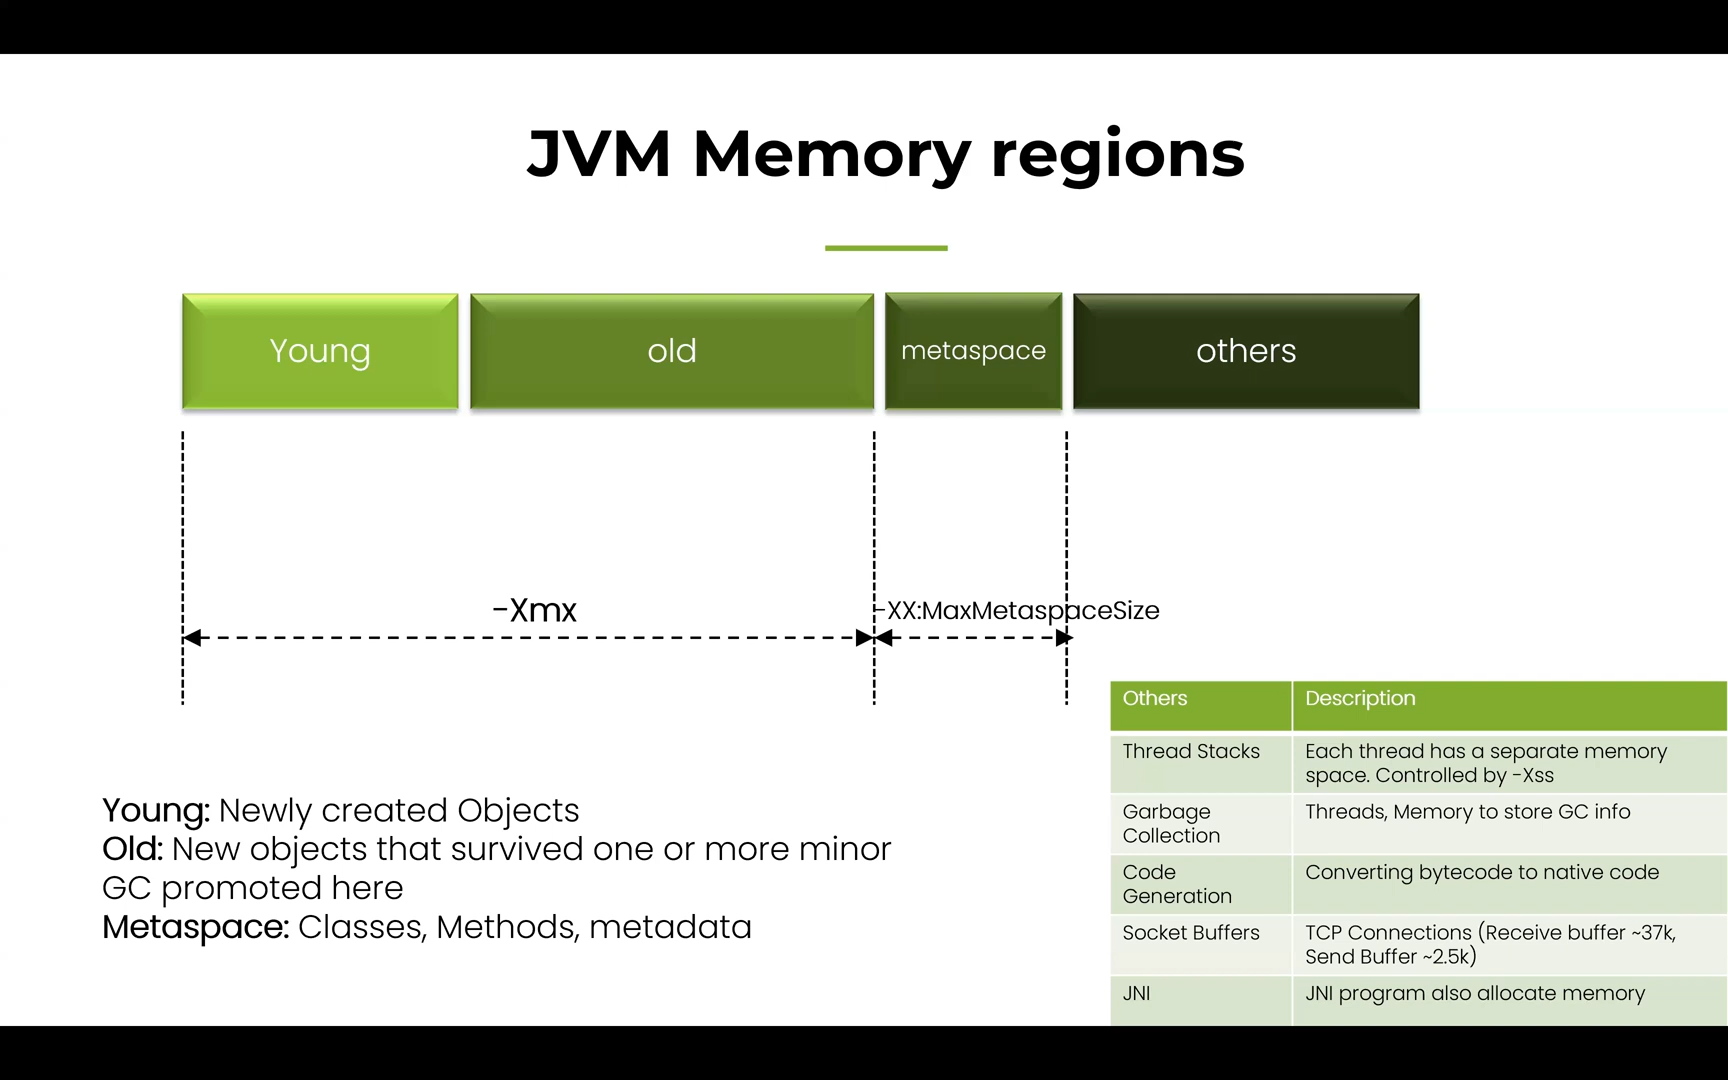 JVM Memory regions
Young
old
metaspace
others
-Xmx
-XX:MaxMetaspaceSize
Young: Newly created Objects
Old: New objects that survived one or more minor
GC promoted here
Metaspace: Classes, Methods, metadata
Others
Description
Thread Stacks
Each thread has a separate memory
space. Controlled by -Xss
Garbage
Collection
Threads, Memory to store GC info
Code
Generation
Converting bytecode to native code
Socket Buffers
TCP Connections (Receive buffer ~37k,
Send Buffer ~2.5k)
JNI
JNI program also allocate memory